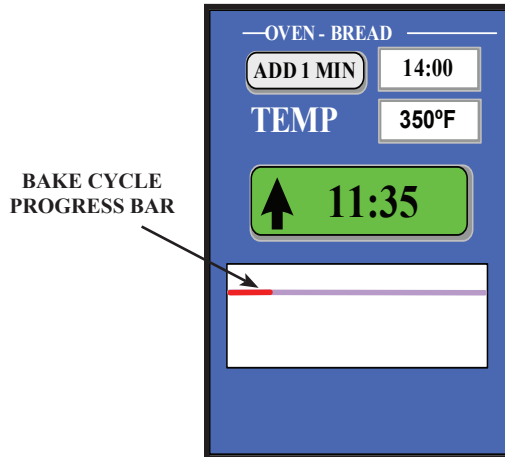 OVEN - BREAD
ADD 1 MIN 14:00
TEMP 350ºF
11:35
BAKE CYCLE
PROGRESS BAR